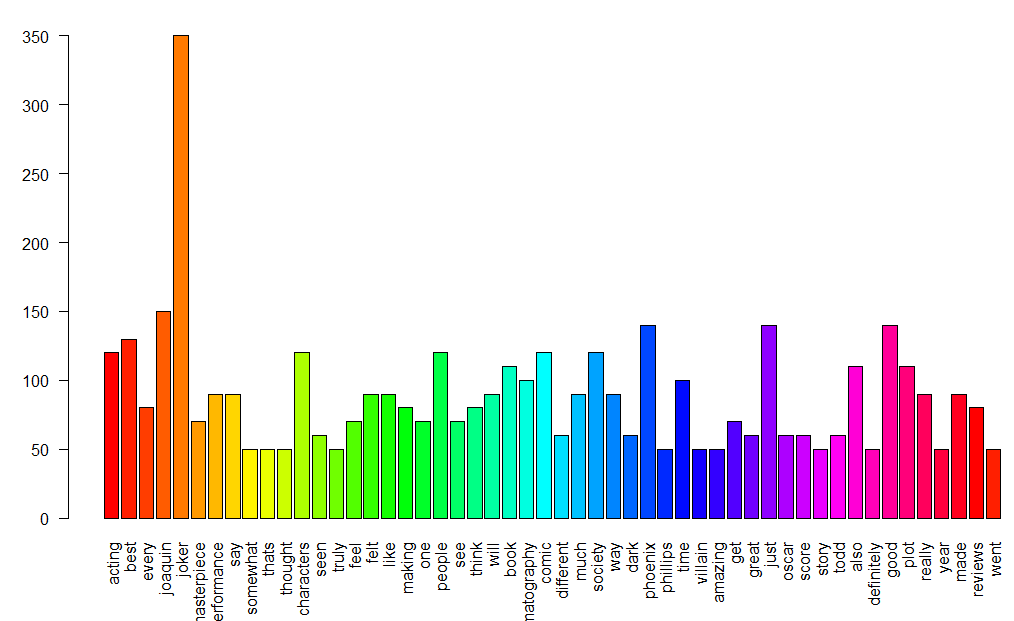 350
300
250
200
150
100
50
0
acting
best
every
joaquin
joker
nasterpiece
erformance
say
somewhat
thats
thought
characters
seen
truly
feel
felt
like
making
one
people
see
think
will
book
matography
comic
different
much
society
way
dark
phoenix
phillips
time
villain
amazing
get
great
just
oscar
score
story
todd
also
definitely
good
plot
really
year
made
reviews
went